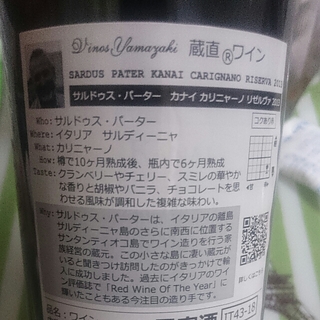 Vinos Yamazaki 蔵直®ワイン
SARDUS PATER KANAI CARIGNANO RISERVA
サルドゥス・パーター カナイ カリニャーノ リゼルヴァ
Who: サルドゥス・パーター
Where: イタリア サルディーニャ
What: カリニャーノ
How: 樽で10ヶ月熟成後、瓶内で6ヶ月熟成
Taste: クランベリーやチェリー、スミレの華やか
な香りと胡椒やバニラ、チョコレートを思
わせる風味が調和した複雑な味わい。
Why: サルドゥス・パーターは、イタリアの離島
サルディーニャ島のさらに南西に位置する
サンタンティオコ島でワイン造りを行う家
族経営の蔵元。この小さな島に凄い蔵元が
いると聞きつけ訪問したのがきっかけで輸
入に成功しました。過去にイタリアのワイ
ン評価誌で「Red Wine Of The Year」に
輝いたこともある今注目の造り手です。
詳しくはこちら
品名：ワイン
IT43-18